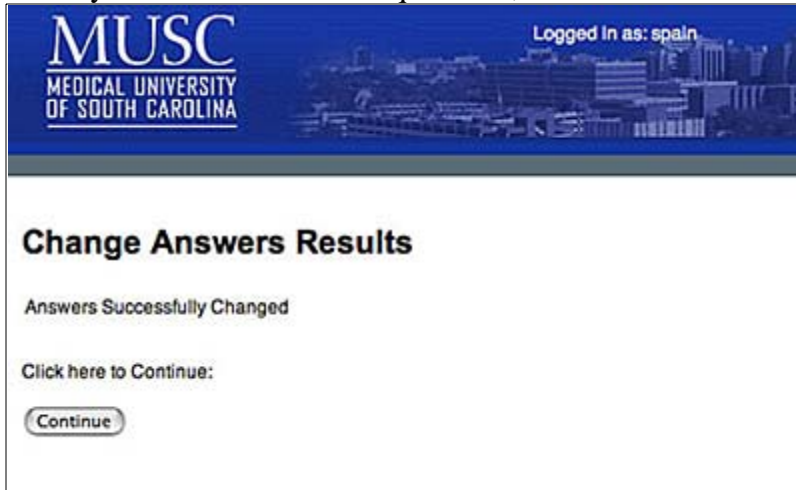 MUSC
MEDICAL UNIVERSITY
OF SOUTH CAROLINA
Logged In as: spain
Change Answers Results
Answers Successfully Changed
Click here to Continue:
Continue